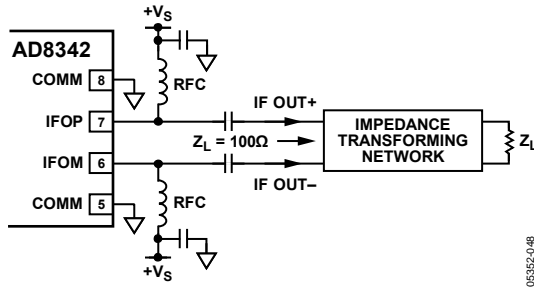 +VS
AD8342
COMM 8
RFC
IFOP 7
IF OUT+
ZL = 100Ω
IMPEDANCE
TRANSFORMING
NETWORK
ZL
IFOM 6
IF OUT–
COMM 5
RFC
+VS
05352-048